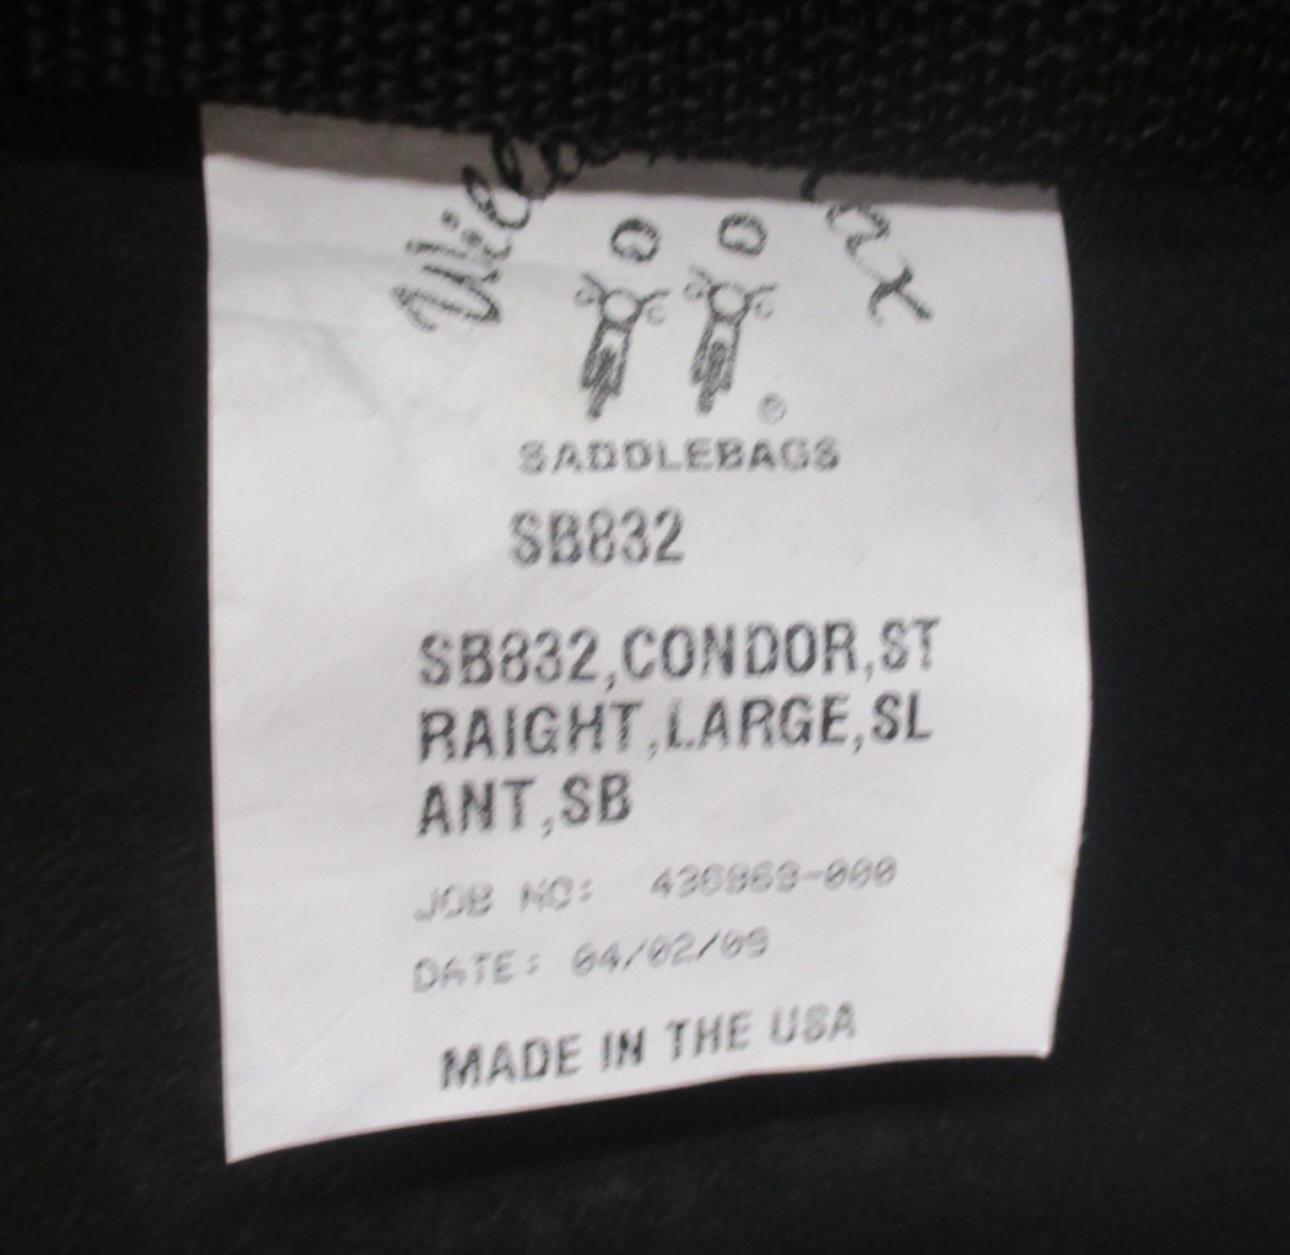 SADDLEBAGS
SB832
SB832,CONDOR,ST
RAIGHT,LARGE,SL
ANT,SB
JOB NO: 436969-000
DATE: 04/02/09
MADE IN THE USA